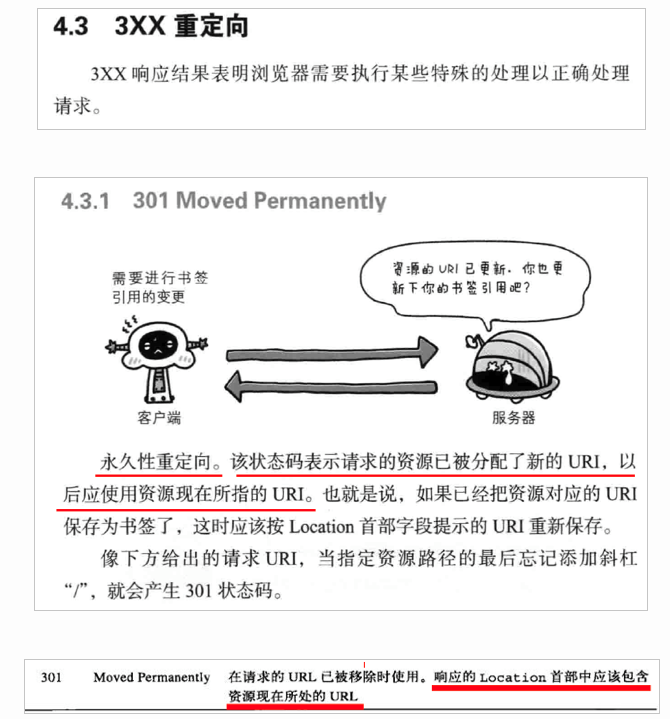 4.3 3XX 重定向
3XX 响应结果表明浏览器需要执行某些特殊的处理以正确处理
请求。
4.3.1 301 Moved Permanently
需要进行书签
引用的变更
资源的 URI 已更新，你也更
新下你的书签引用吧？
客户端
服务器
永久性重定向。该状态码表示请求的资源已被分配了新的 URI，以
后应使用资源现在所指的 URI。也就是说，如果已经把资源对应的 URI
保存为书签了，这时应该按 Location 首部字段提示的 URI 重新保存。
像下方给出的请求 URI，当指定资源路径的最后忘记添加斜杠
“/”，就会产生 301 状态码。
301 Moved Permanently 在请求的 URL 已被移除时使用。响应的 Location 首部中应该包含
资源现在所处的 URL